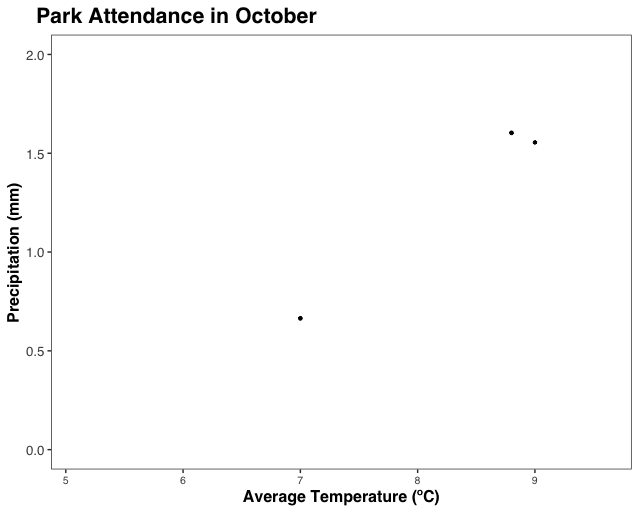 Park Attendance in October
2.0
1.5
1.0
0.5
0.0
Precipitation (mm)
5 6 7 8 9
Average Temperature (ºC)